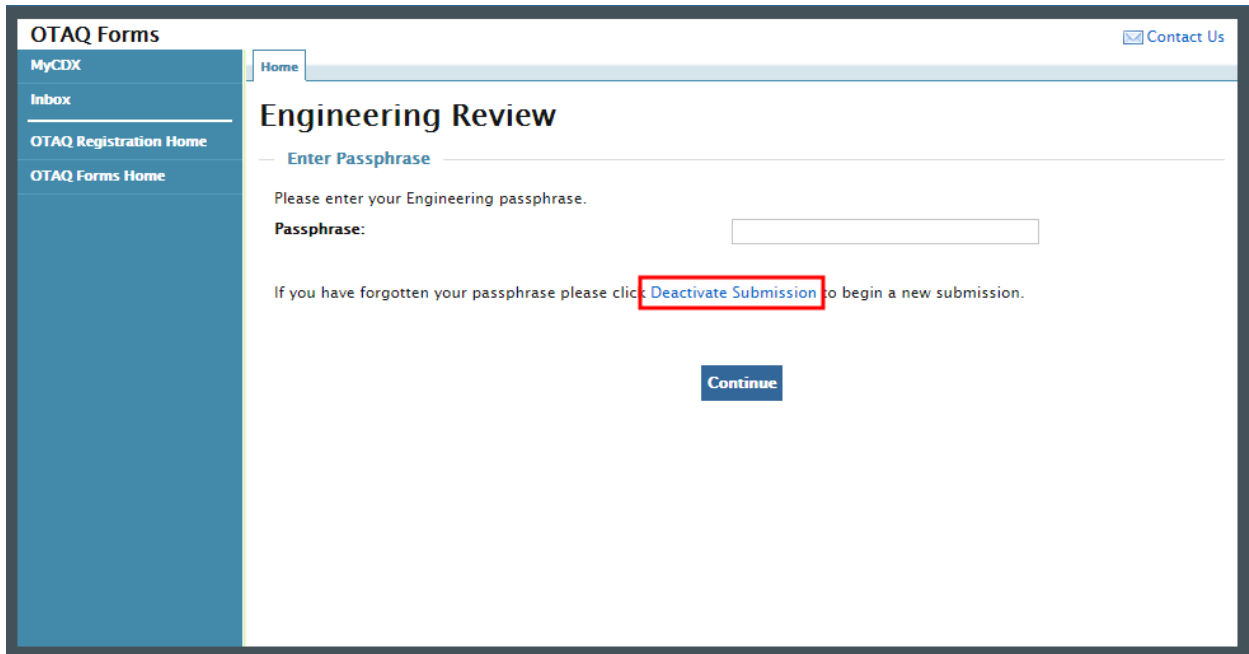 OTAQ Forms
Contact Us
MyCDX
Home
Inbox
Engineering Review
OTAQ Registration Home
Enter Passphrase
OTAQ Forms Home
Please enter your Engineering passphrase.
Passphrase:
If you have forgotten your passphrase please click Deactivate Submission to begin a new submission.
Continue